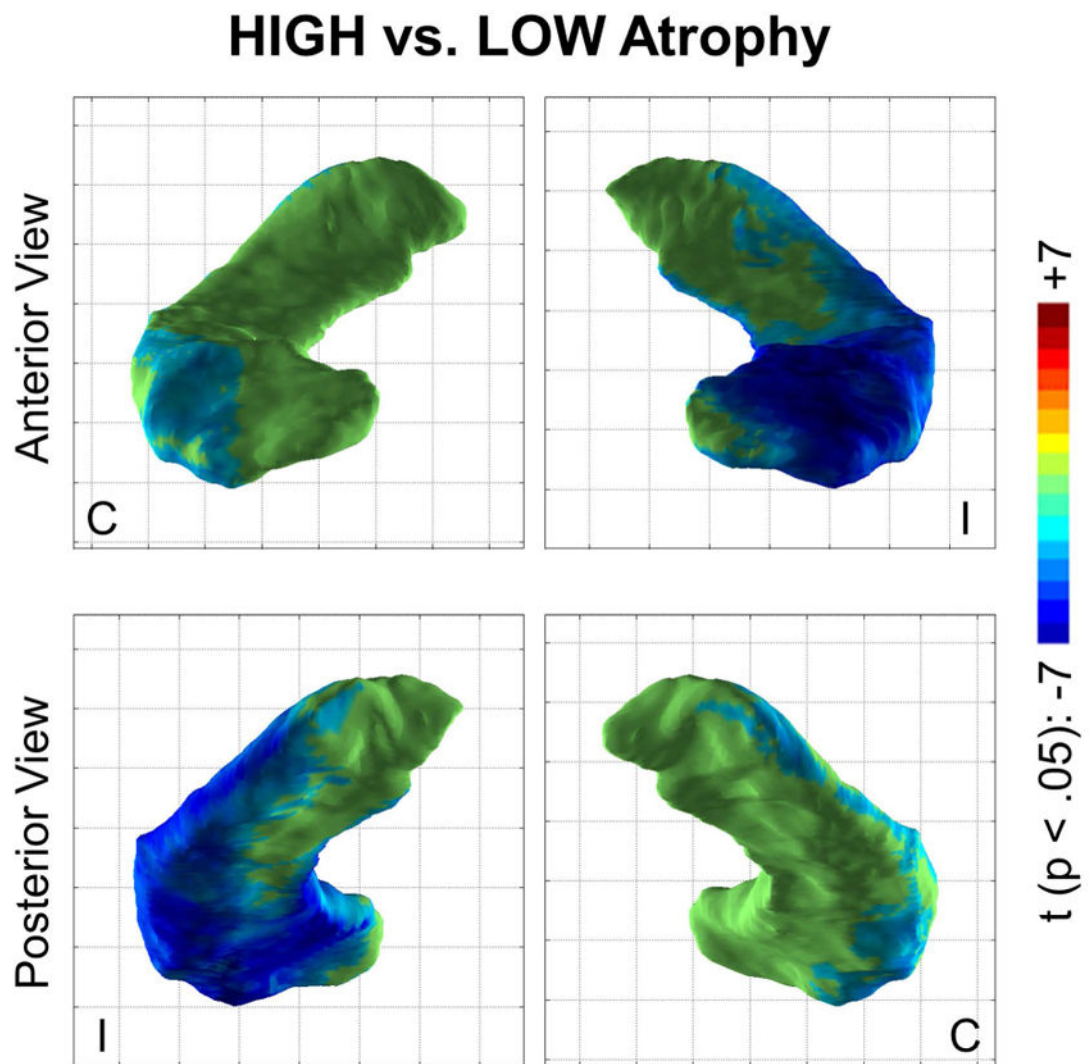 HIGH vs. LOW Atrophy
Anterior View
C
I
+7
t (p < .05): -7
Posterior View
I
C